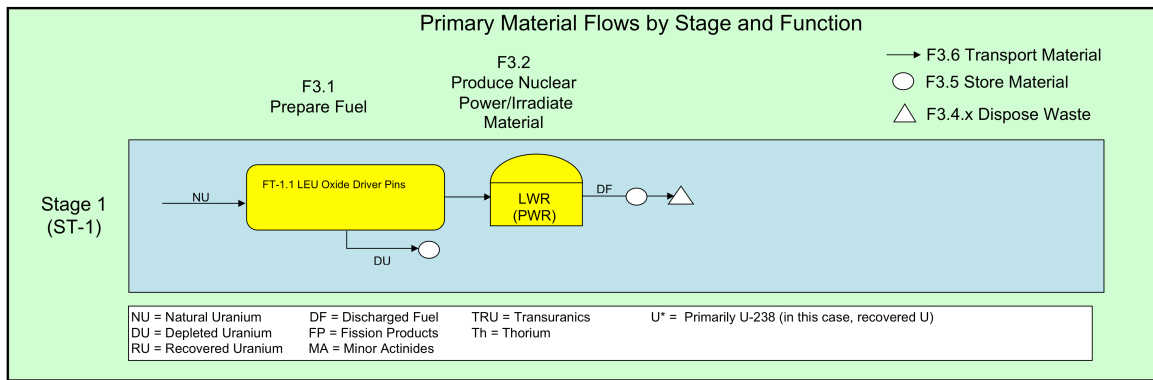 Primary Material Flows by Stage and Function
F3.1
Prepare Fuel
F3.2
Produce Nuclear
Power/Irradiate
Material
F3.6 Transport Material
F3.5 Store Material
F3.4.x Dispose Waste
Stage 1
(ST-1)
NU
FT-1.1 LEU Oxide Driver Pins
DU
LWR
(PWR)
DF
NU = Natural Uranium
DU = Depleted Uranium
RU = Recovered Uranium
DF = Discharged Fuel
FP = Fission Products
MA = Minor Actinides
TRU = Transuranics
Th = Thorium
U* = Primarily U-238 (in this case, recovered U)